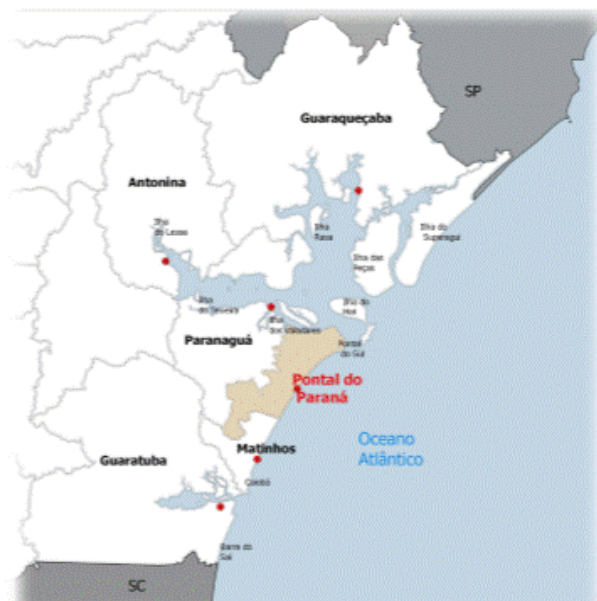 SP
Guaraqueçaba
Antonina
Ilha
Rasa
Ilha do
Superagui
Ilha das
Peças
Ilha do
Mel
Paranaguá
Pontal
do Sul
Pontal do
Paraná
Matinhos
Oceano
Atlântico
Guaratuba
Caiobá
Barra do
Saí
SC